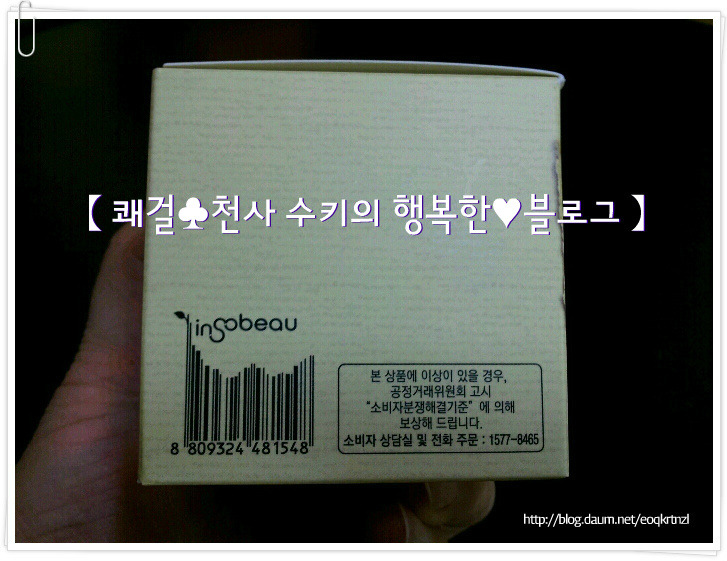 【 쾌걸♣천사 수키의 행복한♥블로그 】
insobeau
8 809324 481548
본 상품에 이상이 있을 경우,
공정거래위원회 고시
“소비자분쟁해결기준” 에 의해
보상해 드립니다.
소비자 상담실 및 전화 주문 : 1577-8465
http://blog.daum.net/eoqkrtnzl